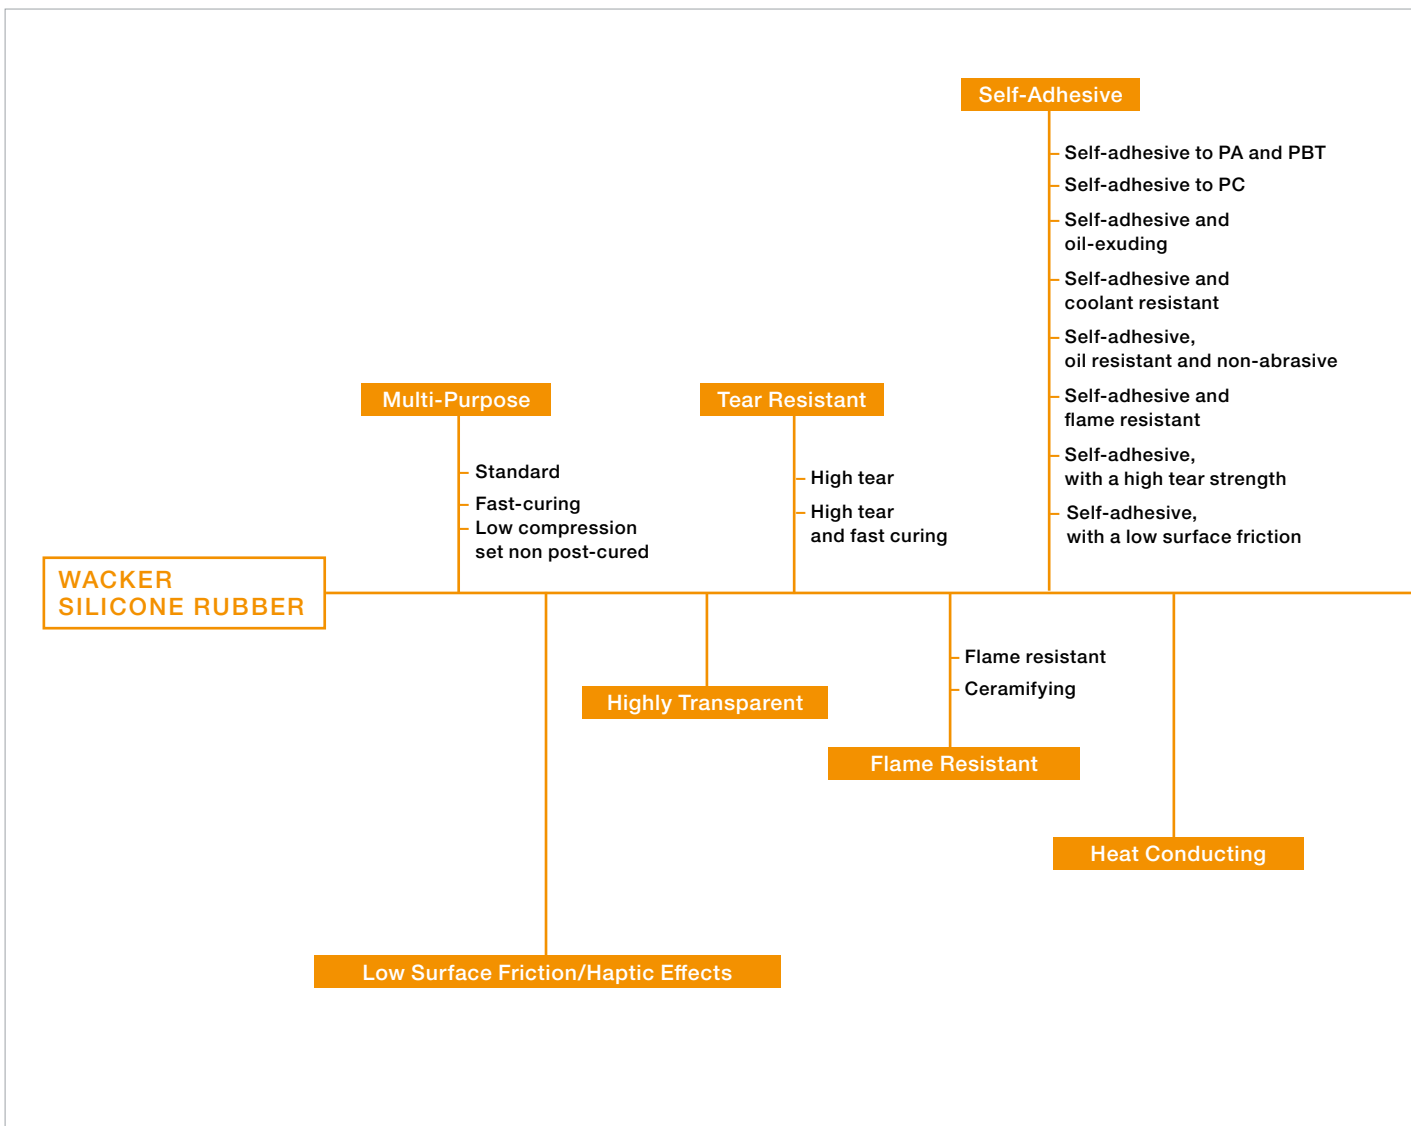 Self-Adhesive
Self-adhesive to PA and PBT
Self-adhesive to PC
Self-adhesive and
oil-exuding
Self-adhesive and
coolant resistant
Self-adhesive,
oil resistant and non-abrasive
Self-adhesive and
flame resistant
Self-adhesive,
with a high tear strength
Self-adhesive,
with a low surface friction
Multi-Purpose
Standard
Fast-curing
Low compression
set non post-cured
Tear Resistant
High tear
High tear
and fast curing
WACKER
SILICONE RUBBER
Flame resistant
Ceramifying
Highly Transparent
Flame Resistant
Heat Conducting
Low Surface Friction/Haptic Effects